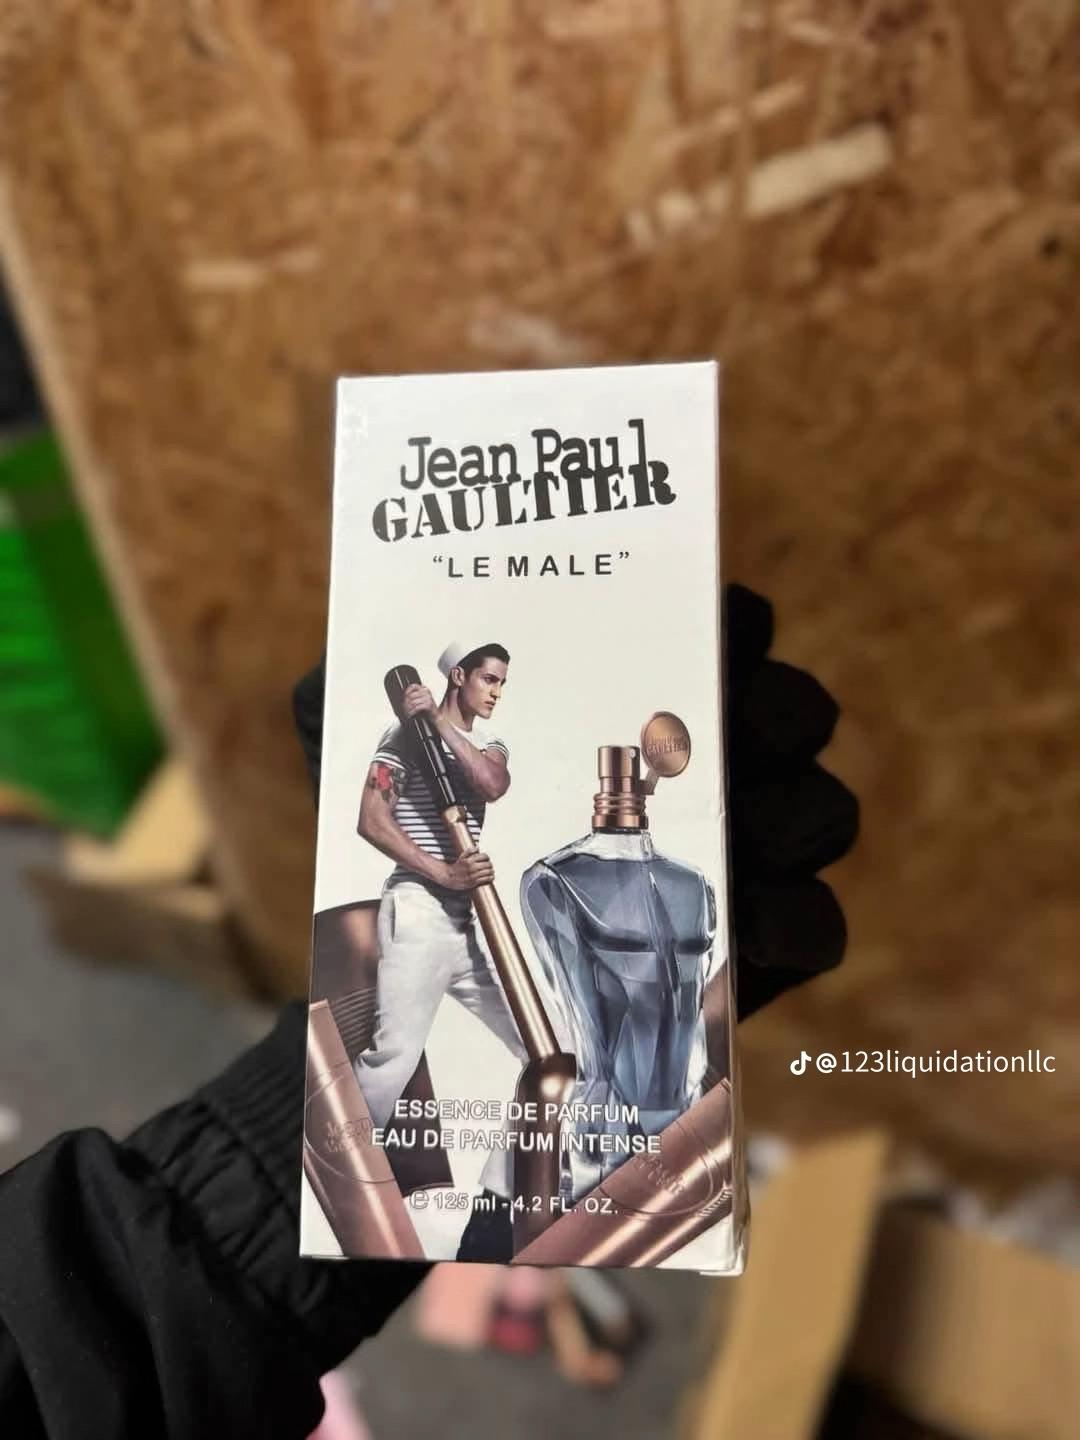 Jean Paul
GAULTIER
“LE MALE”
GAULTIER
@123liquidationllc
ESSENCE DE PARFUM
EAU DE PARFUM INTENSE
e 125 ml - 4.2 FL. OZ.